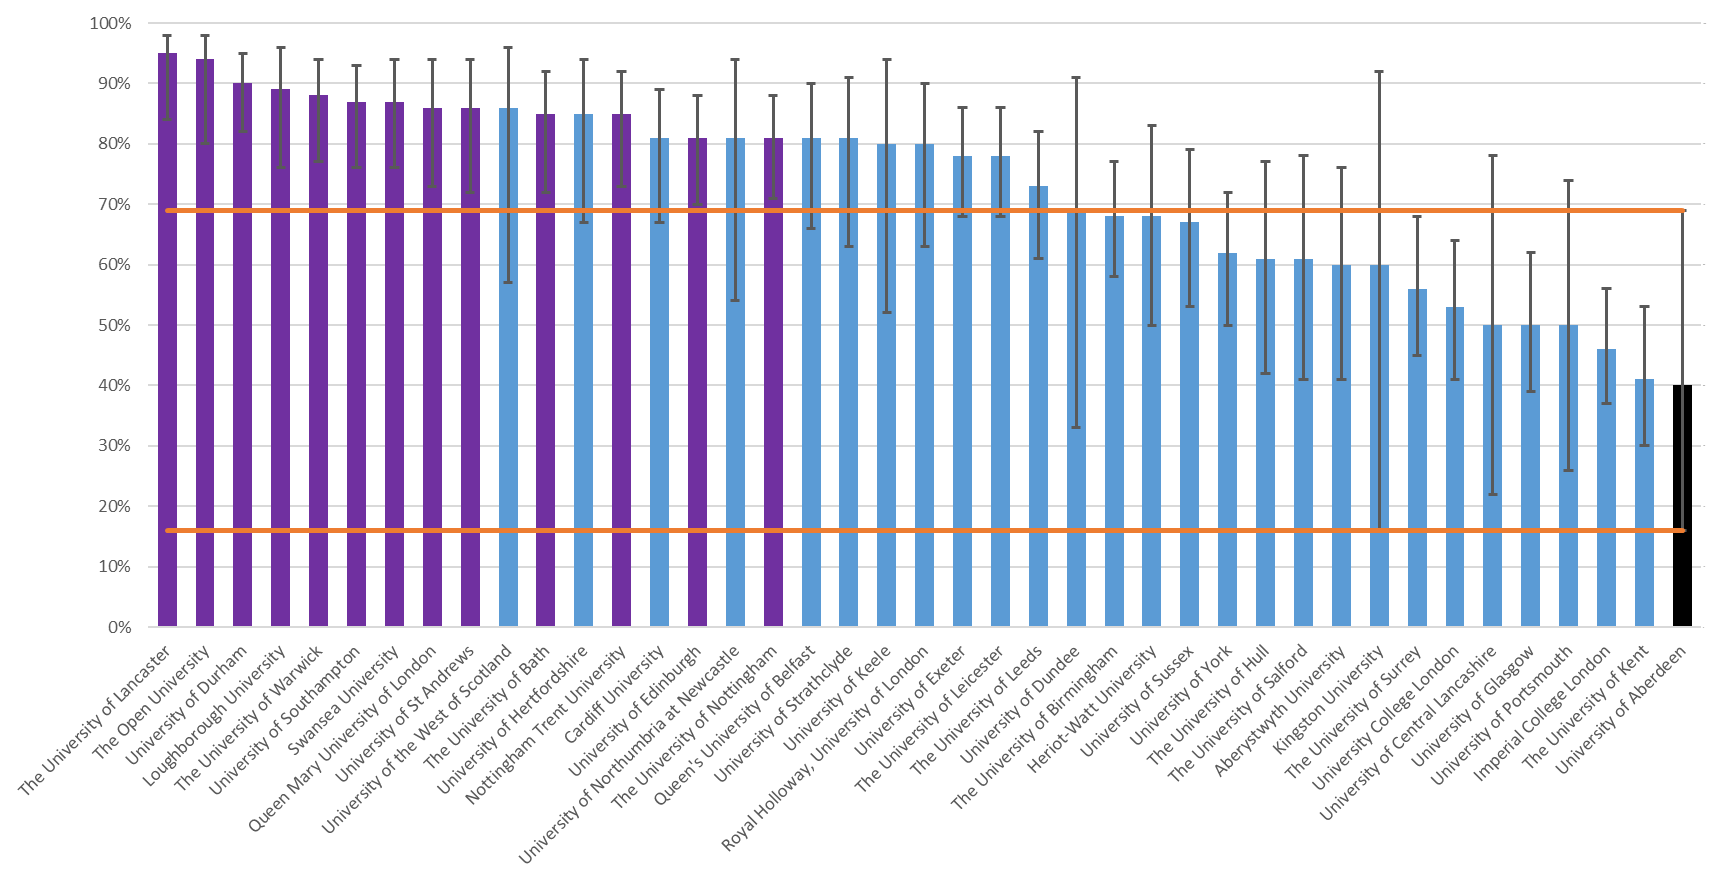 100%
90%
80%
70%
60%
50%
40%
30%
20%
10%
0%
The University of Lancaster
The Open University
University of Durham
Loughborough University
The University of Warwick
University of Southampton
Swansea University
Queen Mary University of London
University of St Andrews
University of the West of Scotland
The University of Bath
University of Hertfordshire
Nottingham Trent University
Cardiff University
University of Edinburgh
University of Northumbria at Newcastle
The University of Nottingham
Queen's University of Belfast
University of Strathclyde
University of Keele
Royal Holloway, University of London
University of Exeter
The University of Leicester
The University of Leeds
University of Dundee
The University of Birmingham
Heriot-Watt University
University of Sussex
University of York
The University of Hull
The University of Salford
Aberystwyth University
Kingston University
The University of Surrey
University College London
University of Central Lancashire
University of Glasgow
University of Portsmouth
Imperial College London
The University of Kent
University of Aberdeen